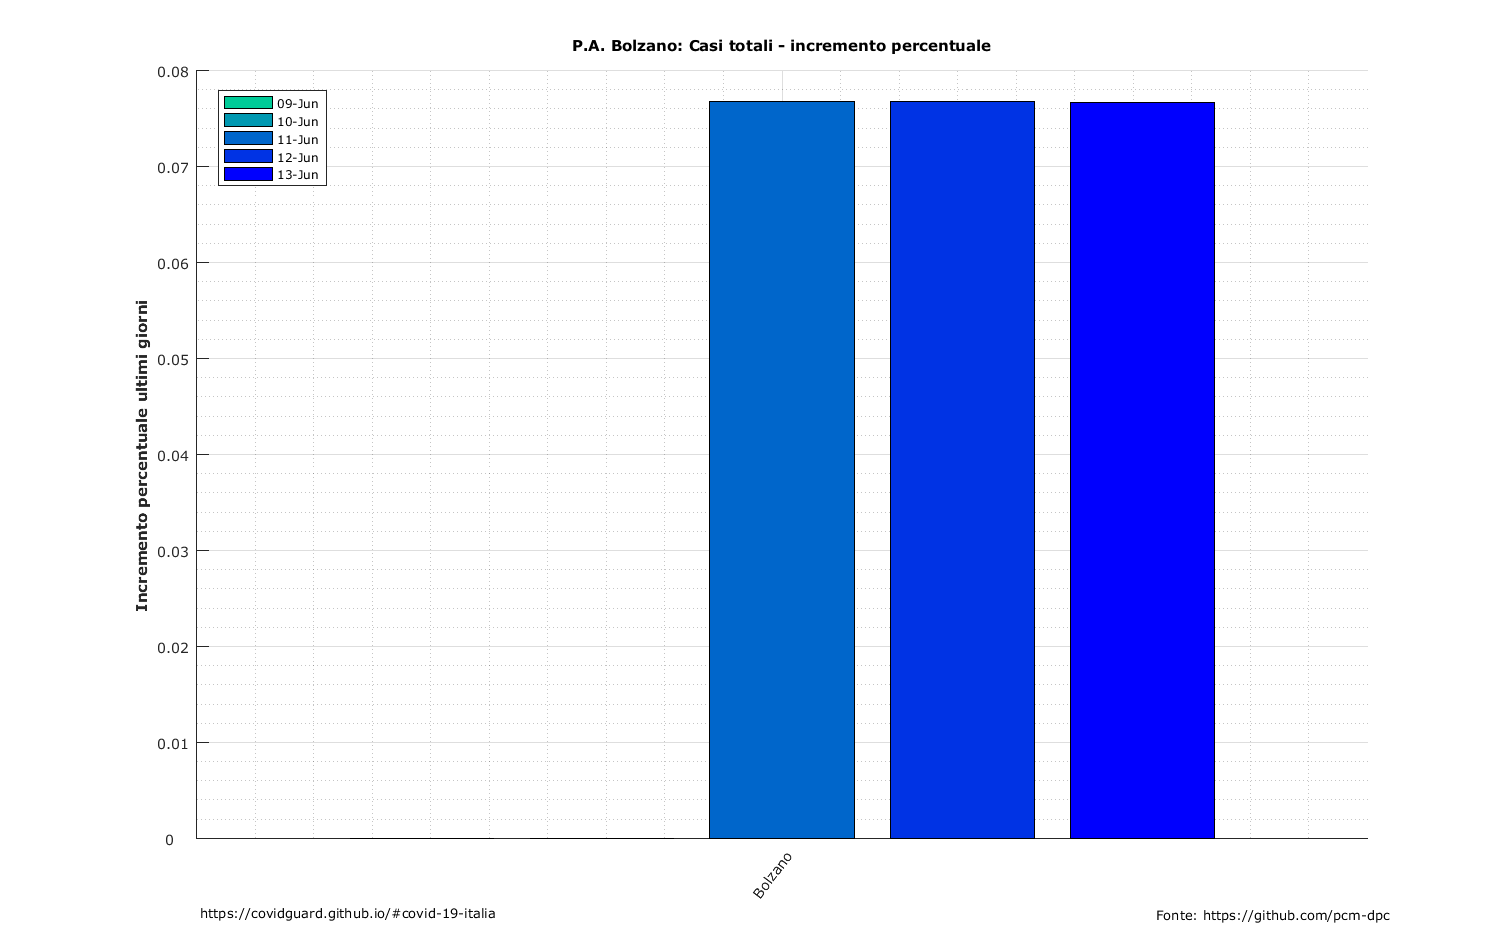 P.A. Bolzano: Casi totali - incremento percentuale
Incremento percentuale ultimi giorni
0.08
0.07
0.06
0.05
0.04
0.03
0.02
0.01
0
09-Jun
10-Jun
11-Jun
12-Jun
13-Jun
Bolzano
https://covidguard.github.io/#covid-19-italia
Fonte: https://github.com/pcm-dpc